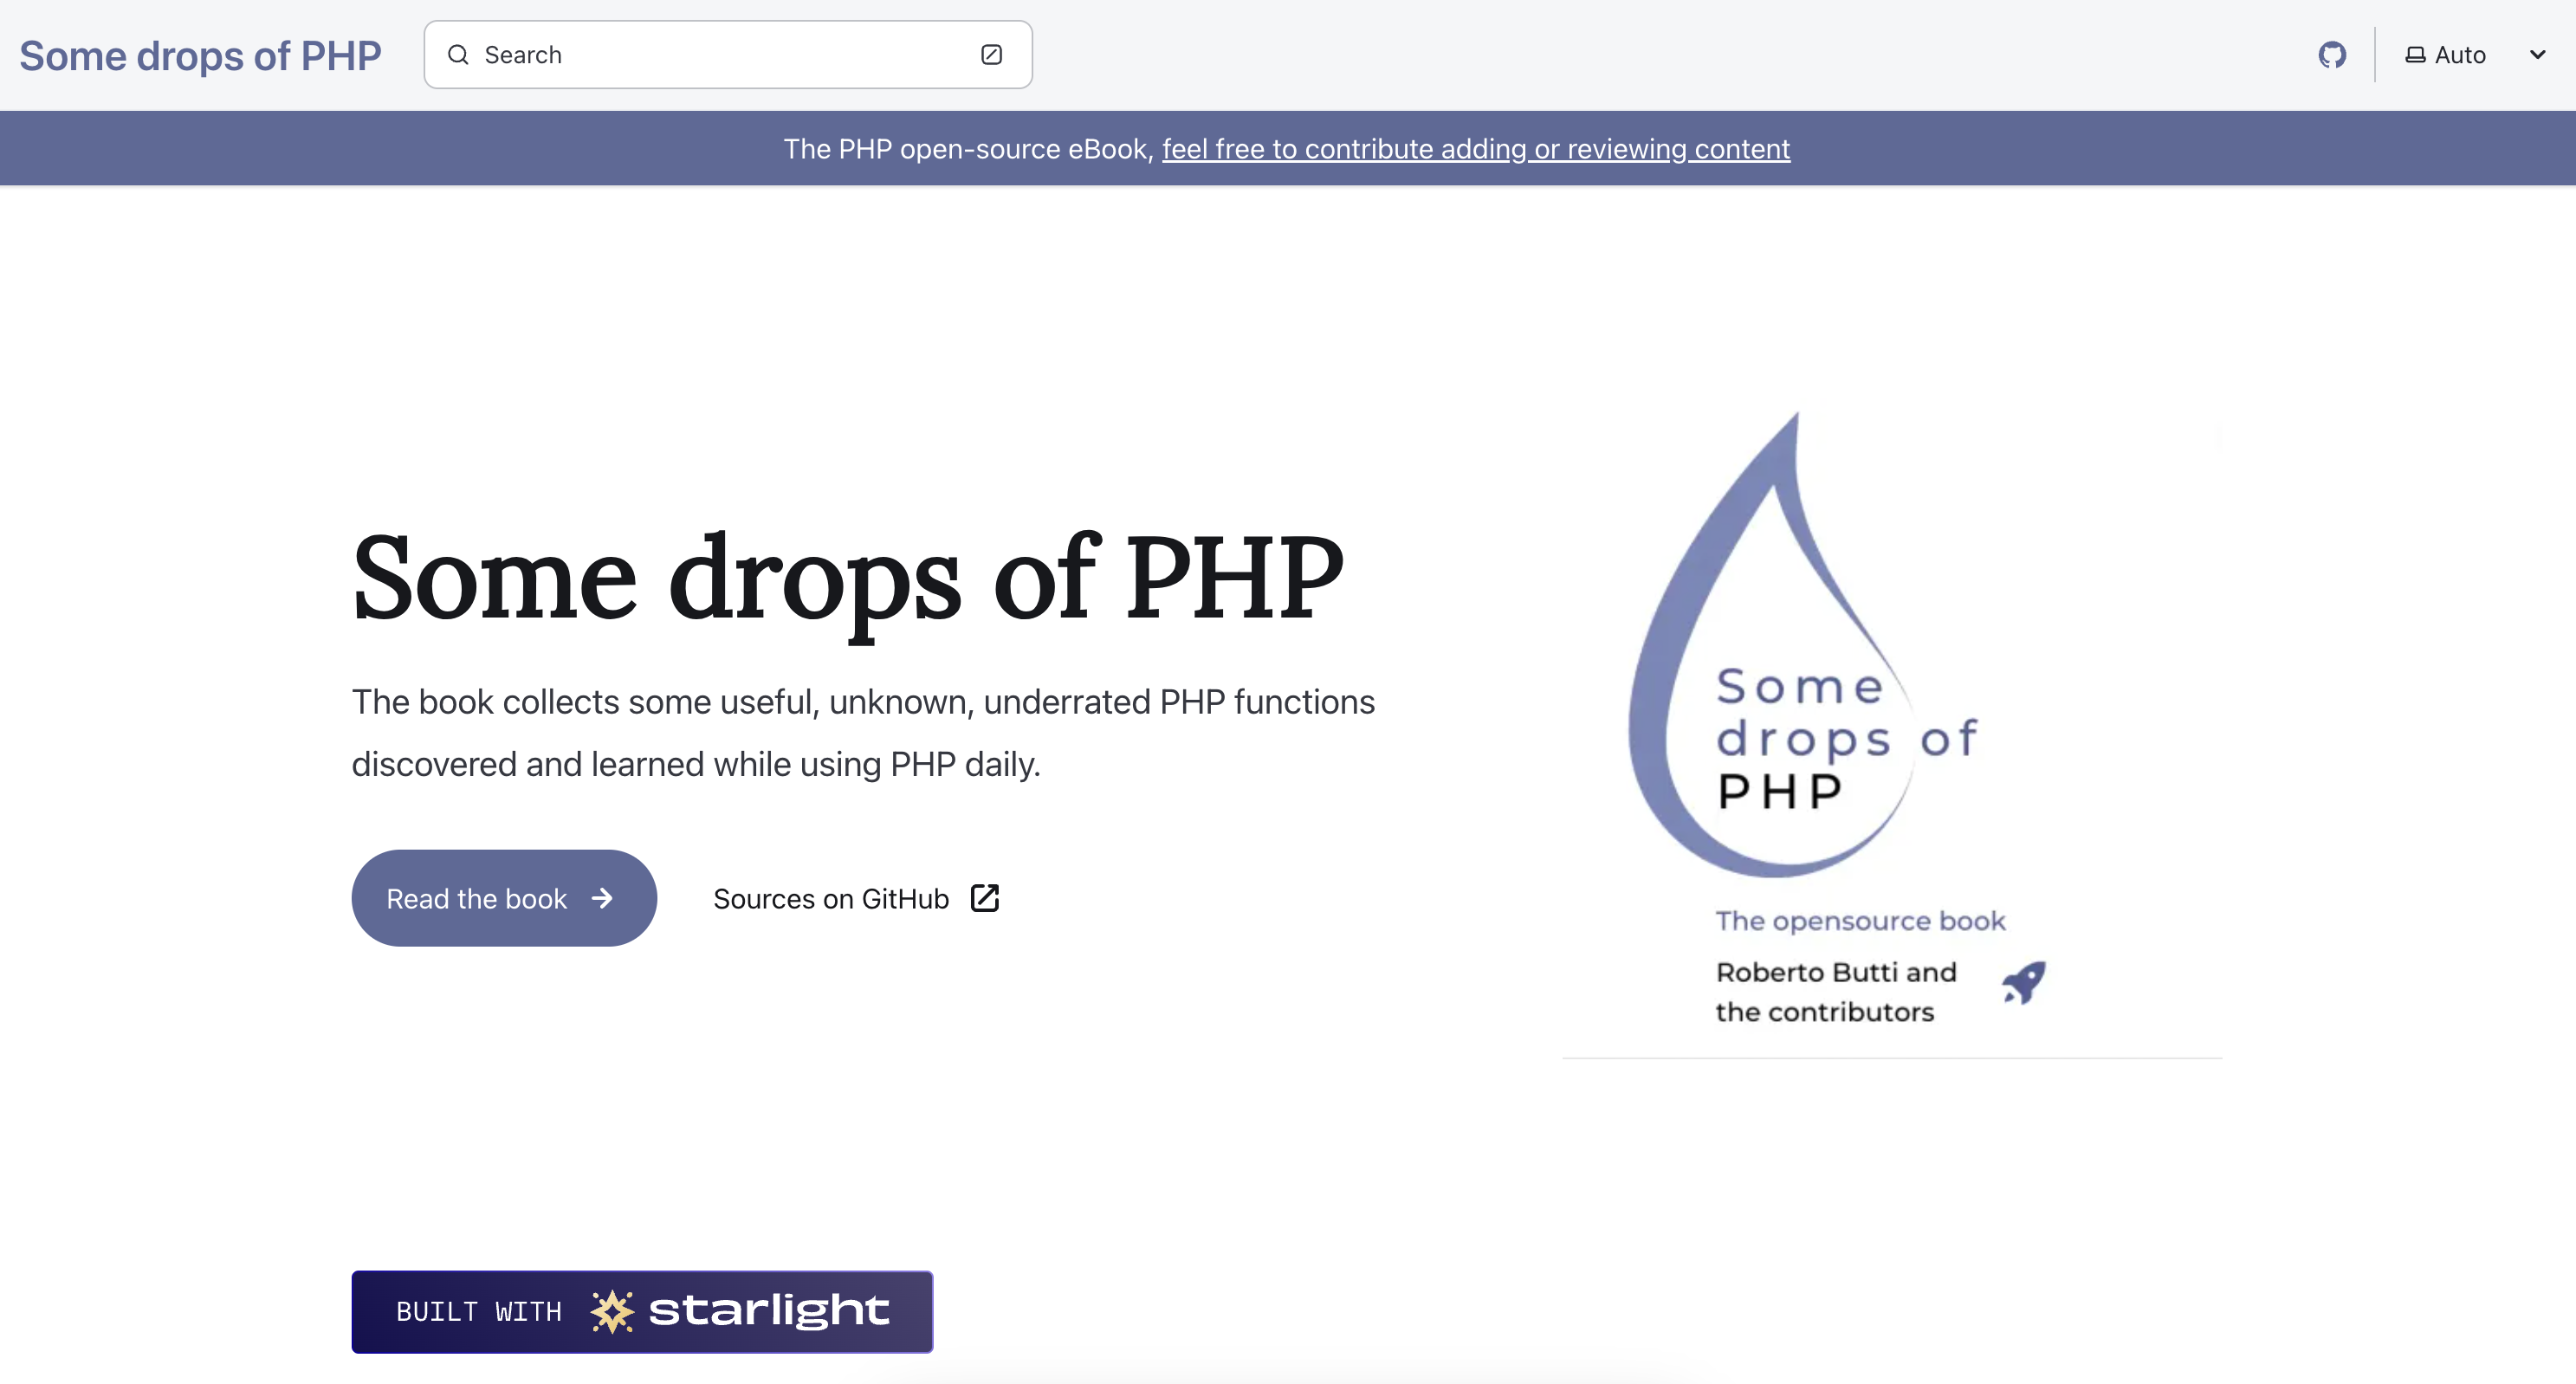 Some drops of PHP
Search
Auto
The PHP open-source eBook, feel free to contribute adding or reviewing content
Some drops of PHP
The book collects some useful, unknown, underrated PHP functions
discovered and learned while using PHP daily.
Read the book
Sources on GitHub
Some
drops of
PHP
The opensource book
Roberto Butti and
the contributors
BUILT WITH starlight